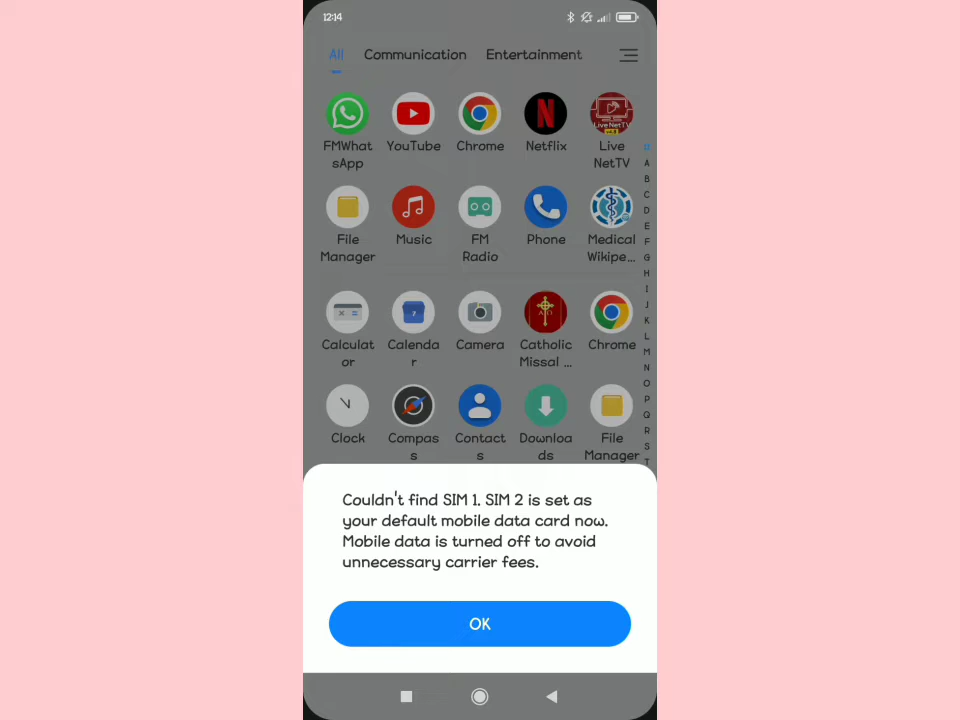 12:14
All Communication Entertainment
FMWhat YouTube Chrome Netflix Live
sApp NetTV
File Music FM Phone Medical
Manager Radio Wikipe...
Calculat Calenda Camera Catholic Chrome
or r Missal ...
Clock Compas Contact Downloa File
s s ds Manager
A
B
C
D
E
F
G
H
I
J
K
L
M
N
O
P
Q
R
S
T
Couldn't find SIM 1. SIM 2 is set as
your default mobile data card now.
Mobile data is turned off to avoid
unnecessary carrier fees.
OK